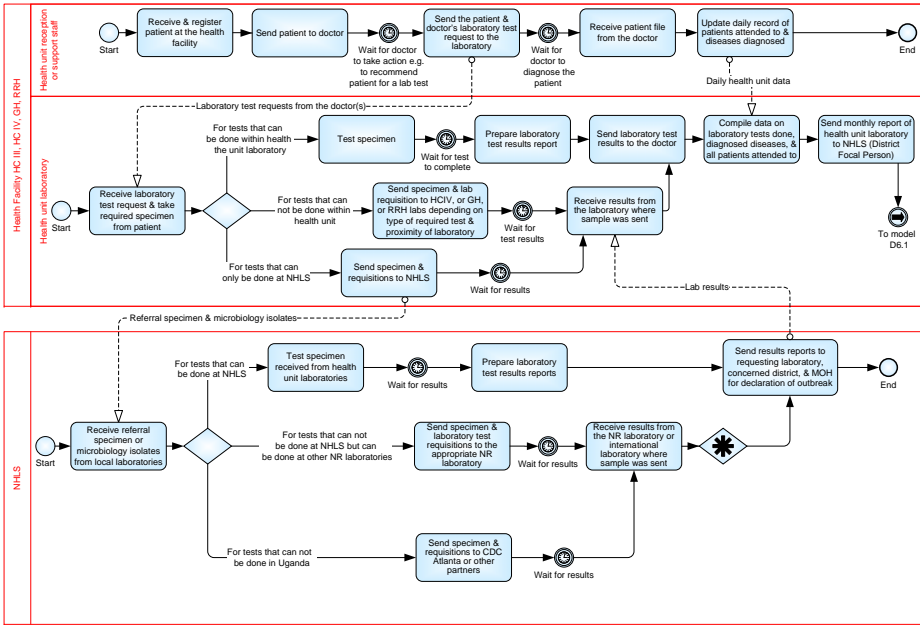 Health Facility HC III, HC IV, GH, RRH
Health unit reception
or support staff
Start
Receive & register
patient at the health
facility
Send patient to doctor
Wait for doctor
to take action e.g.
to recommend
patient for a lab test
Send the patient &
doctor's laboratory test
request to the
laboratory
Wait for
doctor to
diagnose the
patient
Receive patient file
from the doctor
Update daily record of
patients attended to &
diseases diagnosed
End
Daily health unit data
Health unit laboratory
Laboratory test requests from the doctor(s)
Start
Receive laboratory
test request & take
required specimen
from patient
For tests that can
be done within health
the unit laboratory
Test specimen
Wait for test
to complete
Prepare laboratory
test results report
Send laboratory test
results to the doctor
Compile data on
laboratory tests done,
diagnosed diseases, &
all patients attended to
Send monthly report of
health unit laboratory
to NHLS (District
Focal Person)
To model
D6.1
For tests that can
not be done within
health unit
Send specimen & lab
requisition to HCIV, or GH,
or RRH labs depending on
type of required test &
proximity of laboratory
Wait for
test results
Receive results from
the laboratory where
sample was sent
For tests that can
only be done at NHLS
Send specimen &
requisitions to NHLS
Wait for results
Lab results
Referral specimen & microbiology isolates
NHLS
Start
Receive referral
specimen or
microbiology isolates
from local laboratories
For tests that can
be done at NHLS
Test specimen
received from health
unit laboratories
Wait for results
Prepare laboratory
test results reports
Send results reports to
requesting laboratory,
concerned district, & MOH
for declaration of outbreak
End
For tests that can not
be done at NHLS but can
be done at other NR laboratories
Send specimen &
laboratory test
requisitions to the
appropriate NR
laboratory
Wait for results
Receive results from
the NR laboratory or
international
laboratory where
sample was sent
For tests that can not
be done in Uganda
Send specimen &
requisitions to CDC
Atlanta or other
partners
Wait for results